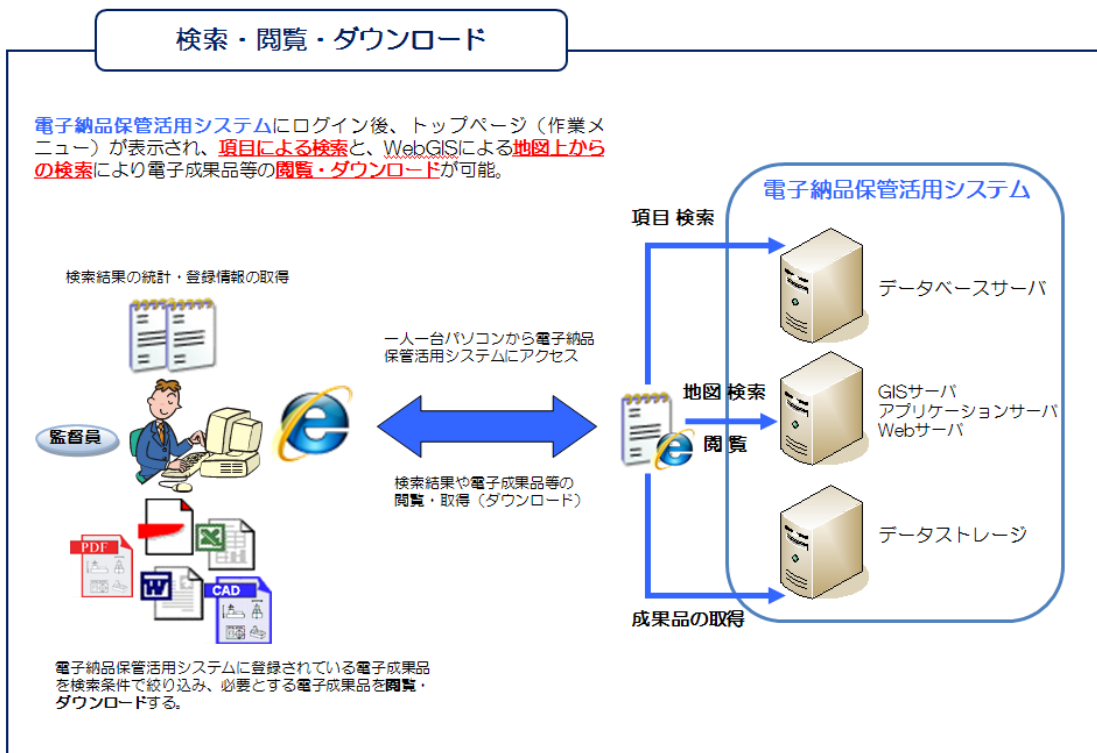 検索・閲覧・ダウンロード
電子納品保管活用システムにログイン後、トップページ（作業メ
ニュー）が表示され、項目による検索と、WebGISによる地図上から
の検索により電子成果品等の閲覧・ダウンロードが可能。
検索結果の統計・登録情報の取得
監督員
PDF
CAD
W
X
電子納品保管活用システムに登録されている電子成果品
を検索条件で絞り込み、必要とする電子成果品を閲覧・
ダウンロードする。
一人一台パソコンから電子納品
保管活用システムにアクセス
検索結果や電子成果品等の
閲覧・取得（ダウンロード）
項目 検索
地図 検索
閲 覧
成果品の取得
電子納品保管活用システム
データベースサーバ
GISサーバ
アプリケーションサーバ
Webサーバ
データストレージ